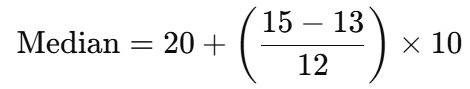 Median = 20 + ( (15 − 13) / 12 ) × 10